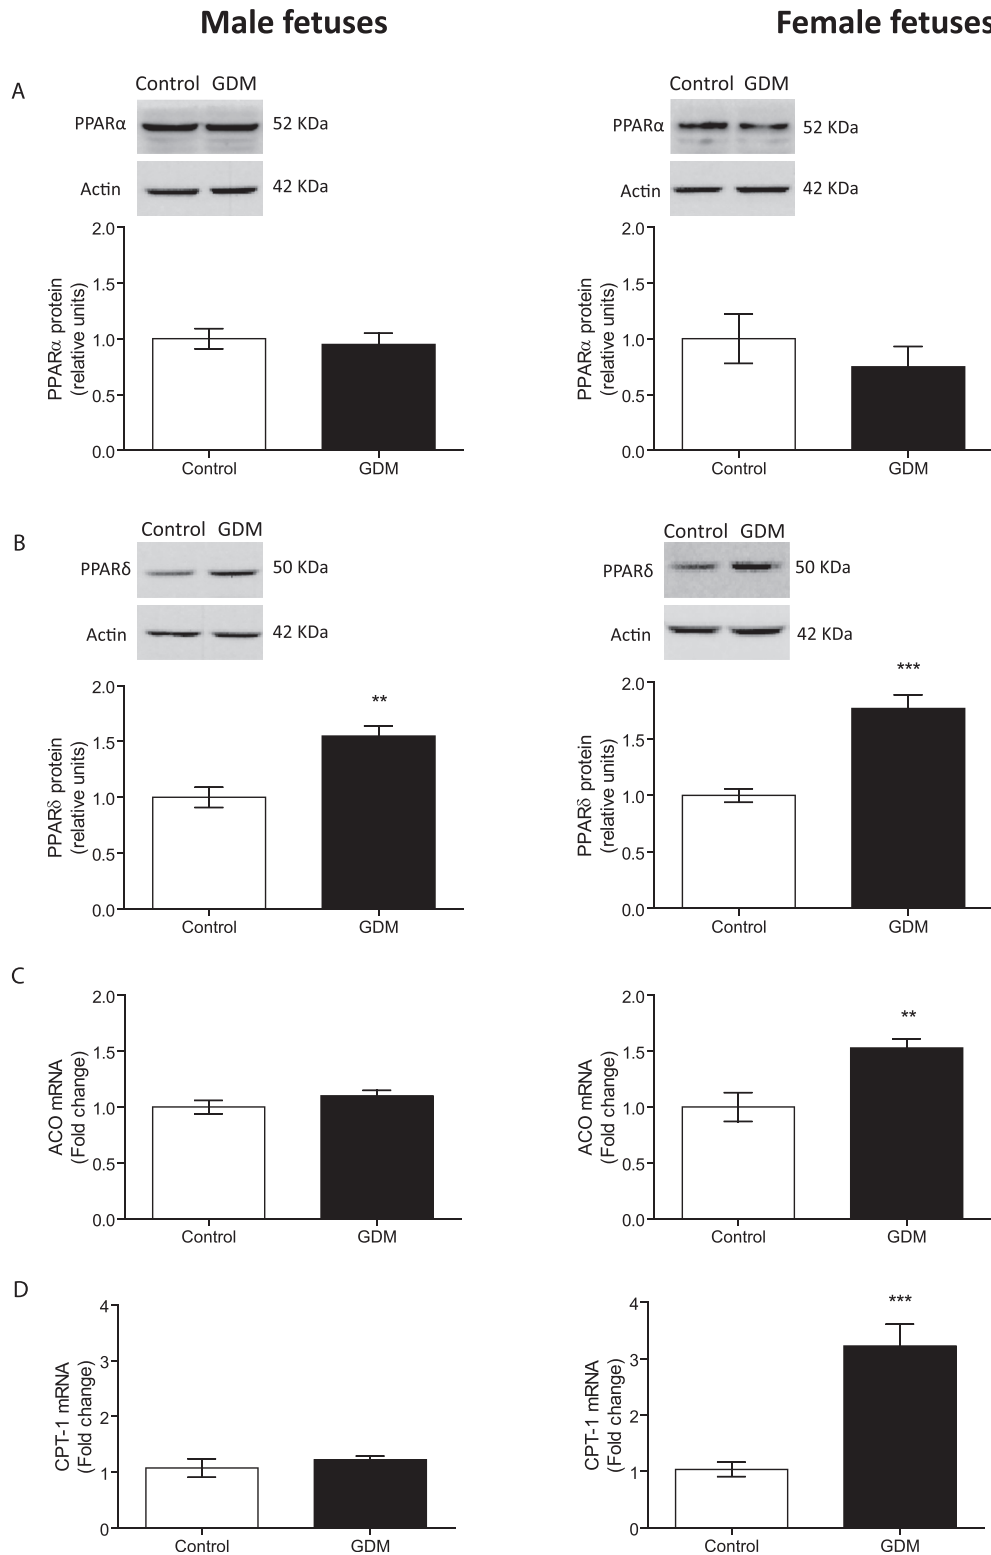 Male fetuses
Female fetuses
A
Control GDM
PPARα
52 KDa
Actin
42 KDa
PPARα protein
(relative units)
2.0
1.5
1.0
0.5
0.0
Control
GDM
Control GDM
PPARα
52 KDa
Actin
42 KDa
PPARα protein
(relative units)
2.0
1.5
1.0
0.5
0.0
Control
GDM
B
Control GDM
PPARδ
50 KDa
Actin
42 KDa
PPARδ protein
(relative units)
2.0
1.5
1.0
0.5
0.0
**
Control
GDM
Control GDM
PPARδ
50 KDa
Actin
42 KDa
PPARδ protein
(relative units)
2.0
1.5
1.0
0.5
0.0
***
Control
GDM
C
ACO mRNA
(Fold change)
2.0
1.5
1.0
0.5
0.0
Control
GDM
ACO mRNA
(Fold change)
2.0
1.5
1.0
0.5
0.0
**
Control
GDM
D
CPT-1 mRNA
(Fold change)
4
3
2
1
0
Control
GDM
CPT-1 mRNA
(Fold change)
4
3
2
1
0
***
Control
GDM